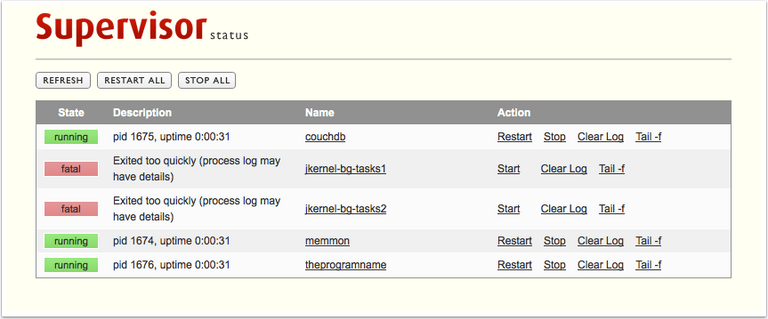 Supervisor status
REFRESH RESTART ALL STOP ALL
State Description Name Action
running pid 1675, uptime 0:00:31 couchdb Restart Stop Clear Log Tail -f
fatal Exited too quickly (process log may have details) jkernel-bg-tasks1 Start Clear Log Tail -f
fatal Exited too quickly (process log may have details) jkernel-bg-tasks2 Start Clear Log Tail -f
running pid 1674, uptime 0:00:31 memmon Restart Stop Clear Log Tail -f
running pid 1676, uptime 0:00:31 theprogramname Restart Stop Clear Log Tail -f